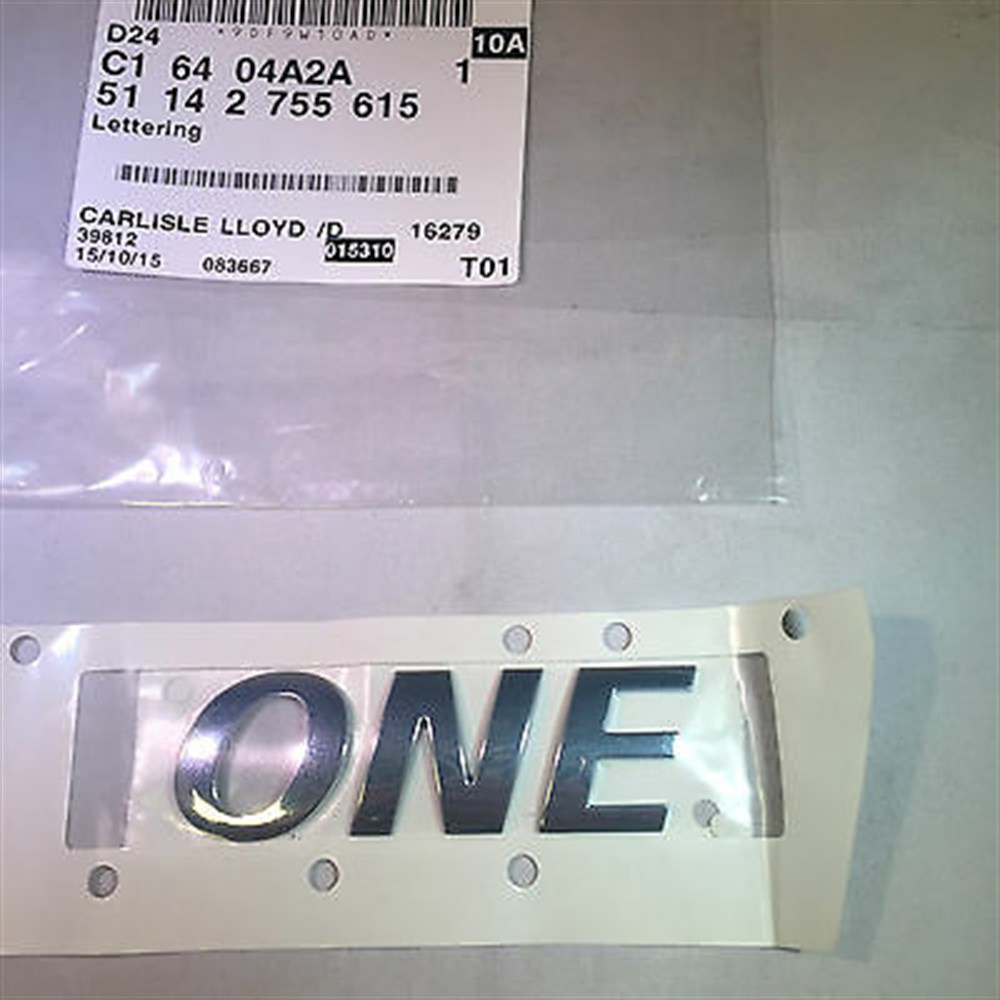 *9DF9W10AD*
D24 10A
C1 64 04A2A 1
51 14 2 755 615
Lettering
CARLISLE LLOYD /D 16279
39812 015310
15/10/15 083667 T01
ONE